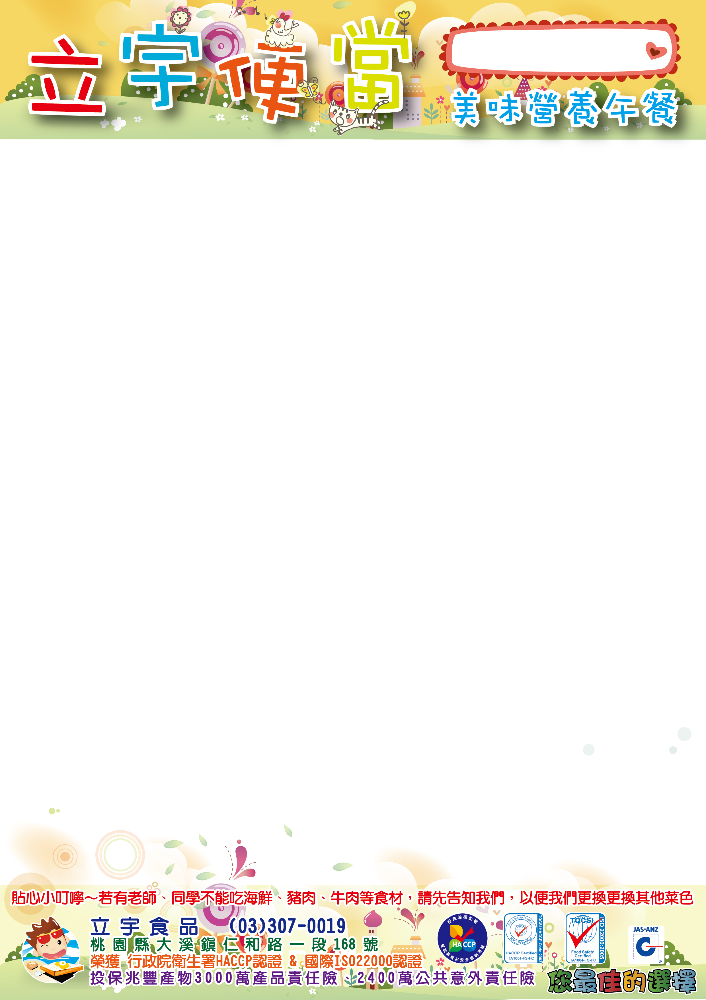 立宇便當
美味營養午餐
貼心小叮嚀～若有老師、同學不能吃海鮮、豬肉、牛肉等食材，請先告知我們，以便我們更換更換其他菜色
立宇食品 (03)307-0019
桃園縣大溪鎮仁和路一段168號
榮獲 行政院衛生署HACCP認證 & 國際ISO22000認證
投保兆豐產物3000萬產品責任險、2400萬公共意外責任險
行政院衛生署
HACCP
餐飲業食品安全管制系統
Food Safety Program
TQCSI
HACCP Certified
HACCP Certified
TA1004-FS-HC
TQCSI HACCP Code:2003
TQCSI
Food Safety
Certified
TA1004-FS-HC
ISO 22000:2005
JAS-ANZ
®
您最佳的選擇